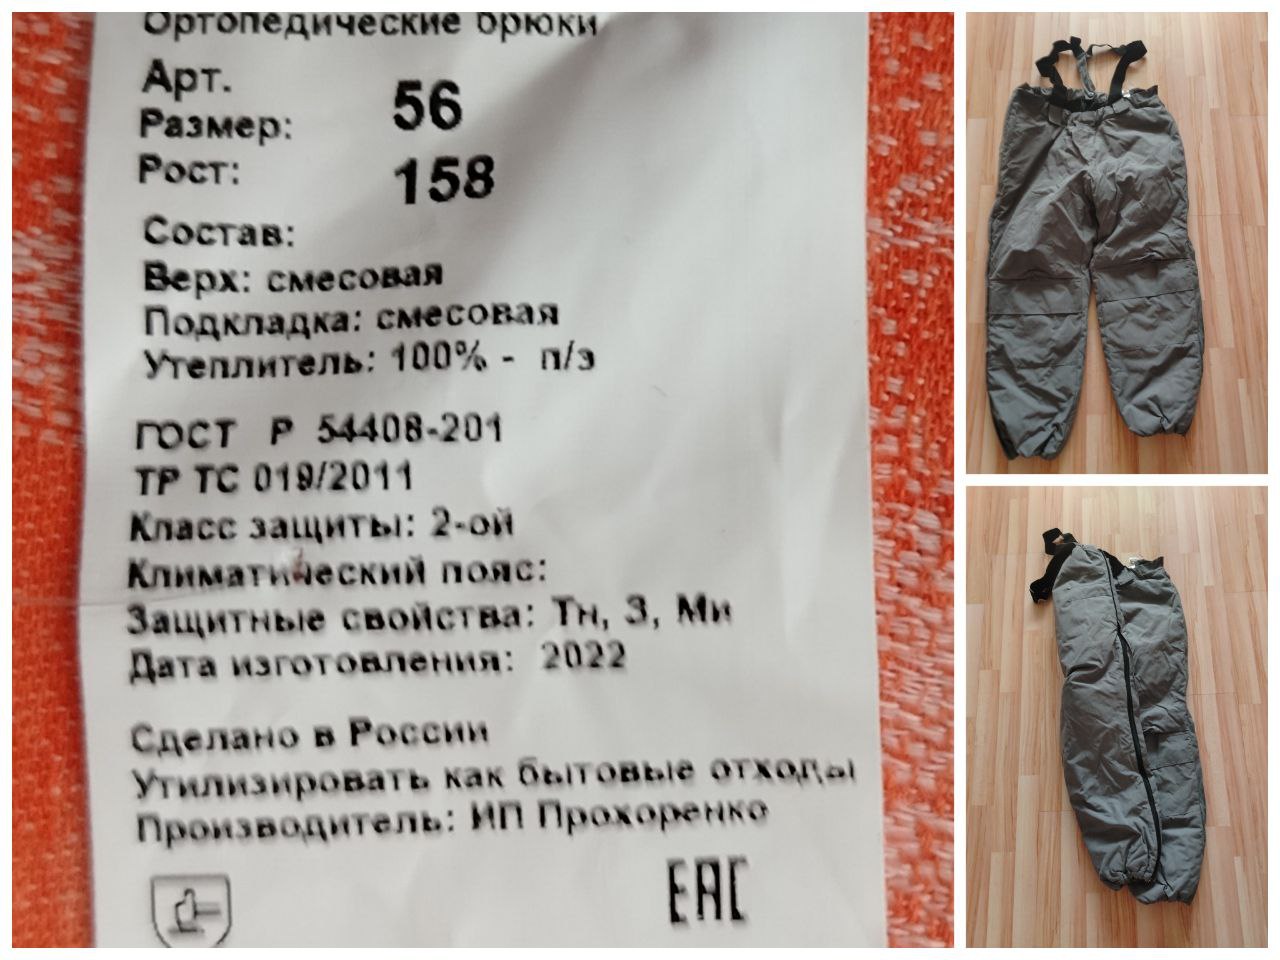 Ортопедические брюки
Арт.
Размер: 56
Рост: 158
Состав:
Верх: смесовая
Подкладка: смесовая
Утеплитель: 100% - п/э
ГОСТ Р 54408-201
ТР ТС 019/2011
Класс защиты: 2-ой
Климатический пояс:
Защитные свойства: Тн, З, Ми
Дата изготовления: 2022
Сделано в России
Утилизировать как бытовые отходы
Производитель: ИП Прохоренко
ЕАС